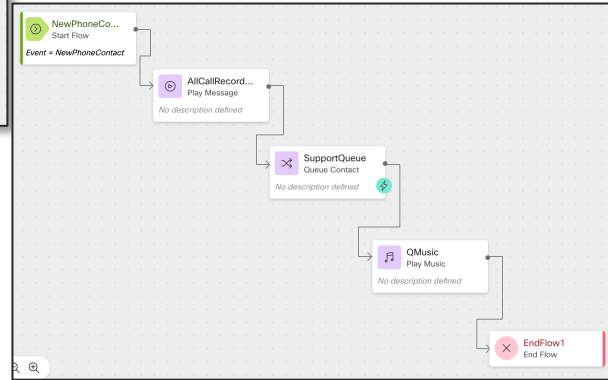 NewPhoneCo...
Start Flow
Event = NewPhoneContact
AllCallRecord...
Play Message
No description defined
SupportQueue
Queue Contact
No description defined
QMusic
Play Music
No description defined
EndFlow1
End Flow